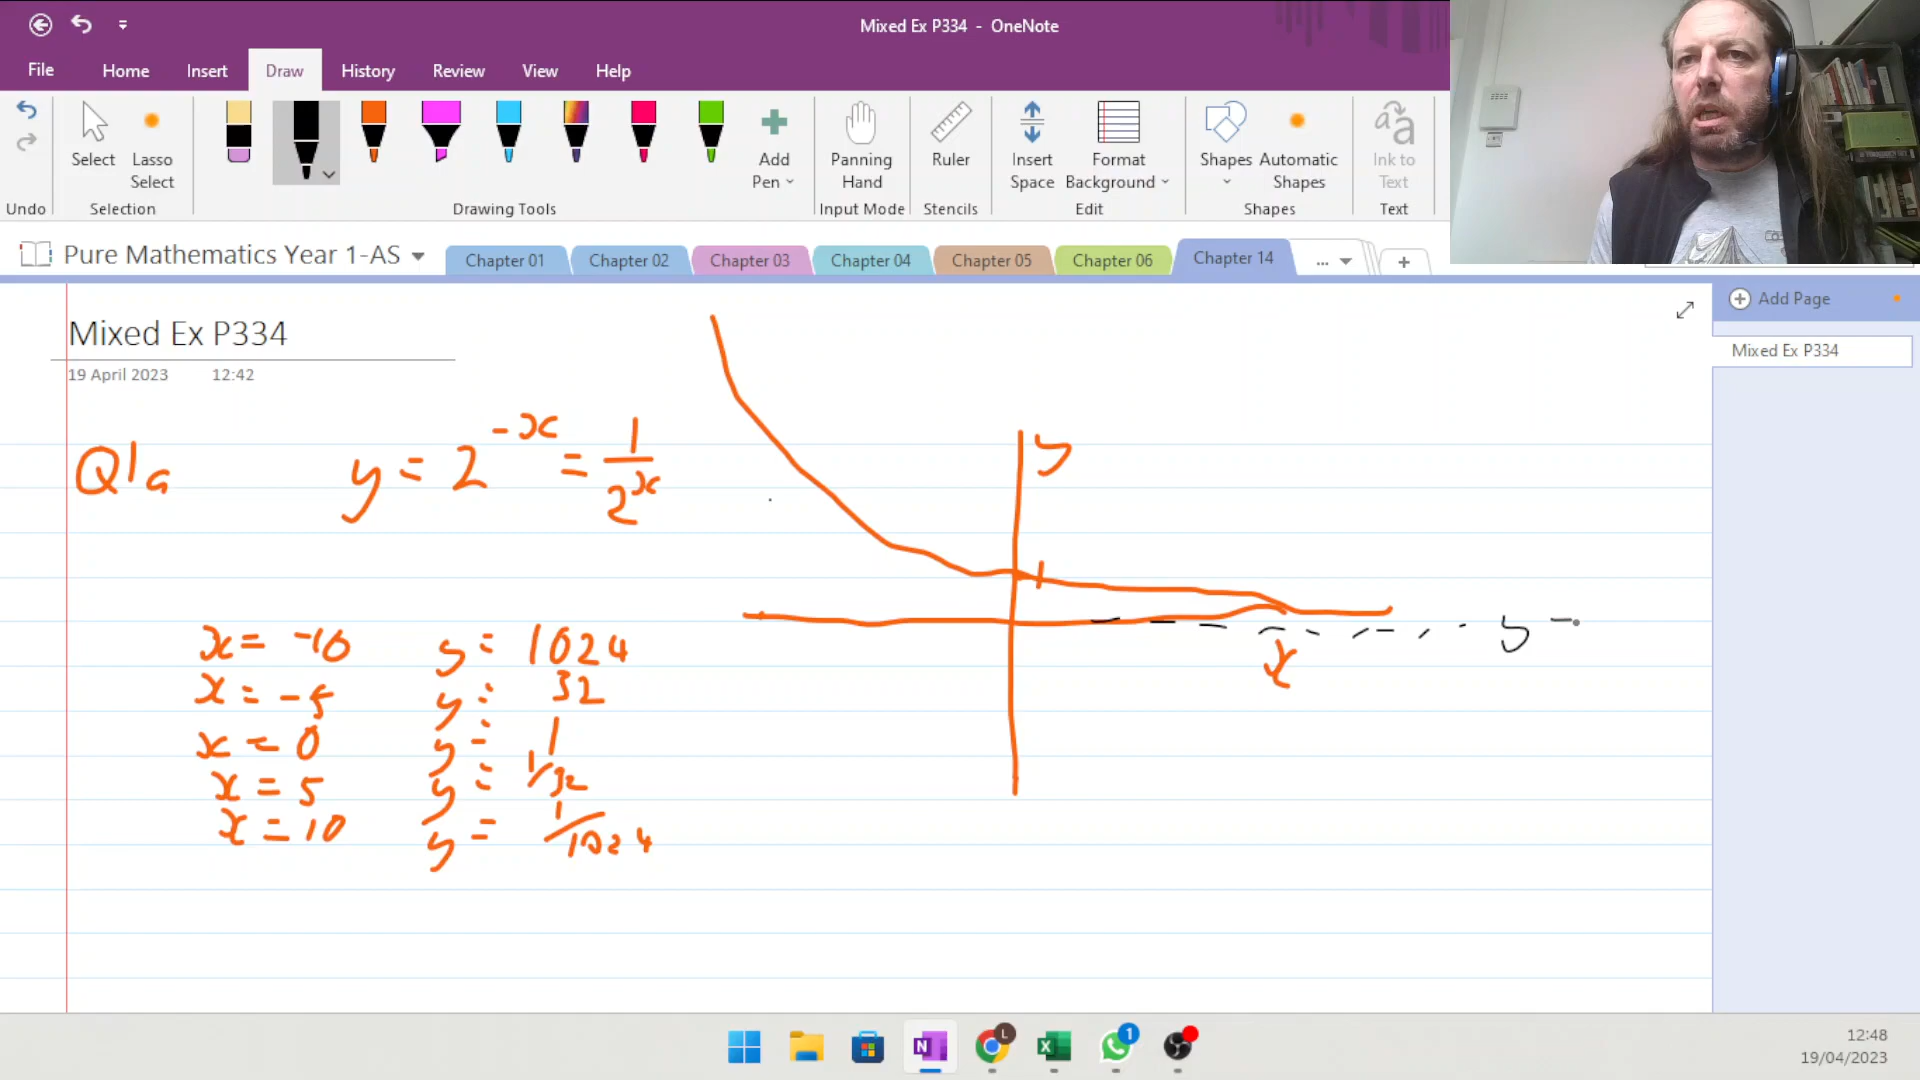 Mixed Ex P334 - OneNote
File Home Insert Draw History Review View Help
Select Lasso Select Add Pen Panning Hand Ruler Insert Space Format Background Shapes Automatic Shapes Ink to Text
Undo Selection Drawing Tools Input Mode Stencils Edit Shapes Text
Pure Mathematics Year 1-AS Chapter 01 Chapter 02 Chapter 03 Chapter 04 Chapter 05 Chapter 06 Chapter 14 ... +
Add Page
Mixed Ex P334
Mixed Ex P334
19 April 2023 12:42
Q1a y = 2^-x = 1/2^x
y
1
y -
x
x = -10 y = 1024
x = -5 y = 32
x = 0 y = 1
x = 5 y = 1/32
x = 10 y = 1/1024
L
1
12:48
19/04/2023